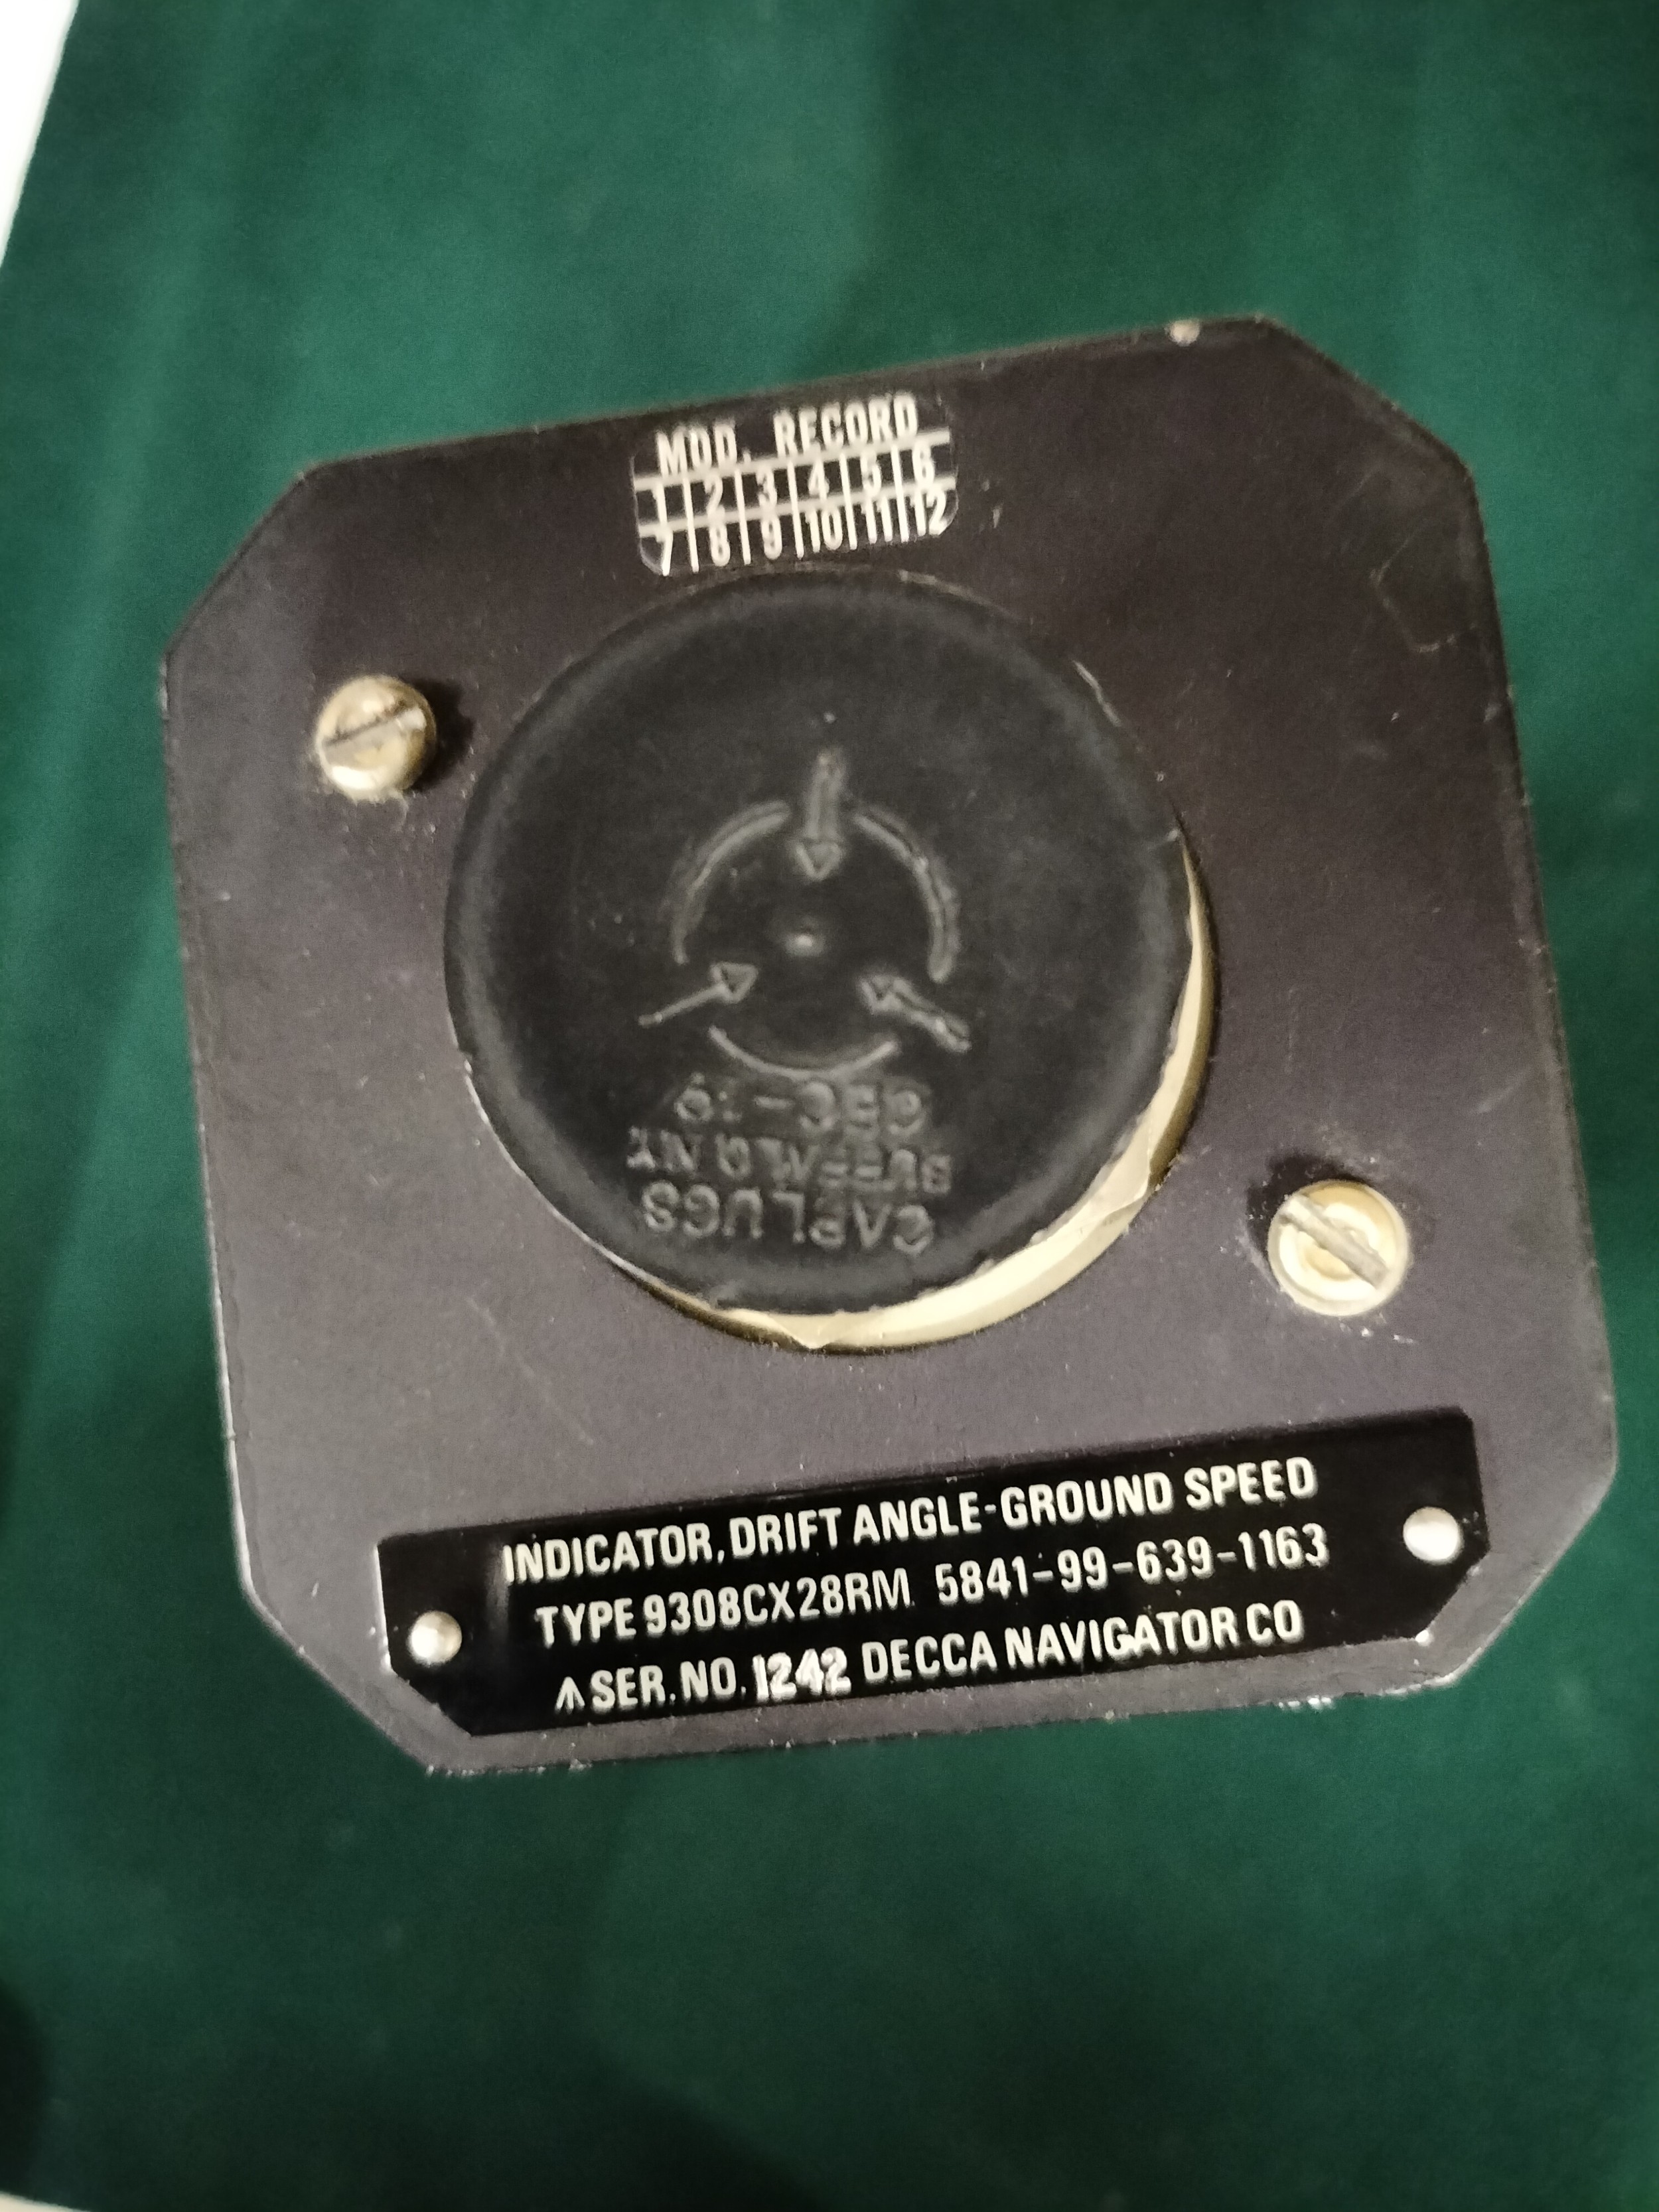 MOD. RECORD
1 2 3 4 5 6
7 8 9 10 11 12
CAPLUGS
BUFFALO N.Y.
INDICATOR, DRIFT ANGLE-GROUND SPEED
TYPE 9308CX28RM 5841-99-639-1163
SER. NO. 1242 DECCA NAVIGATOR CO